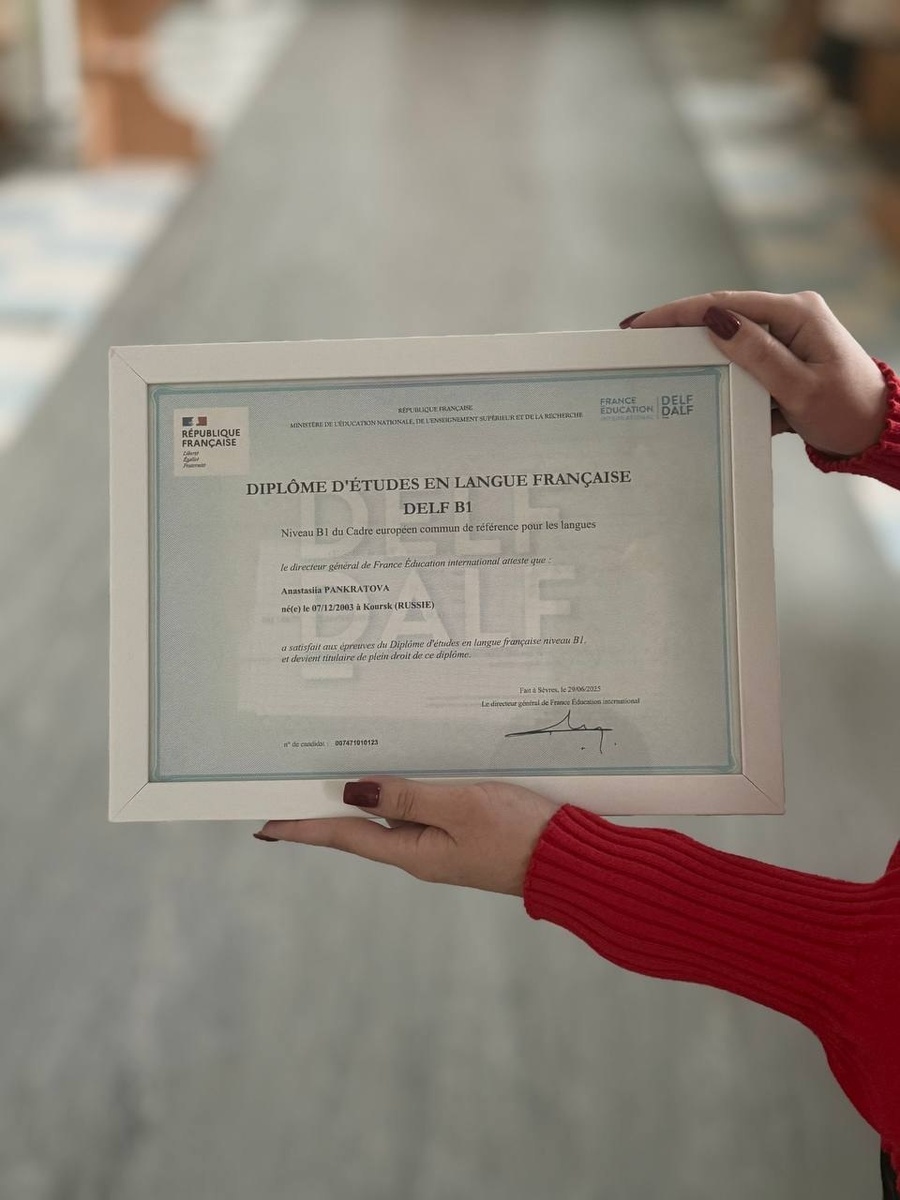 RÉPUBLIQUE FRANÇAISE
MINISTÈRE DE L'ÉDUCATION NATIONALE, DE L'ENSEIGNEMENT SUPÉRIEUR ET DE LA RECHERCHE
RÉPUBLIQUE
FRANÇAISE
Liberté
Égalité
Fraternité
FRANCE
ÉDUCATION
INTERNATIONAL
DELF
DALF
DIPLÔME D'ÉTUDES EN LANGUE FRANÇAISE
DELF B1
Niveau B1 du Cadre européen commun de référence pour les langues
le directeur général de France Éducation international atteste que :
Anastasiia PANKRATOVA
né(e) le 07/12/2003 à Koursk (RUSSIE)
DELF
DALF
a satisfait aux épreuves du Diplôme d'études en langue française niveau B1,
et devient titulaire de plein droit de ce diplôme.
Fait à Sèvres, le 29/06/2025
Le directeur général de France Éducation international
n° de candidat : 007471010123